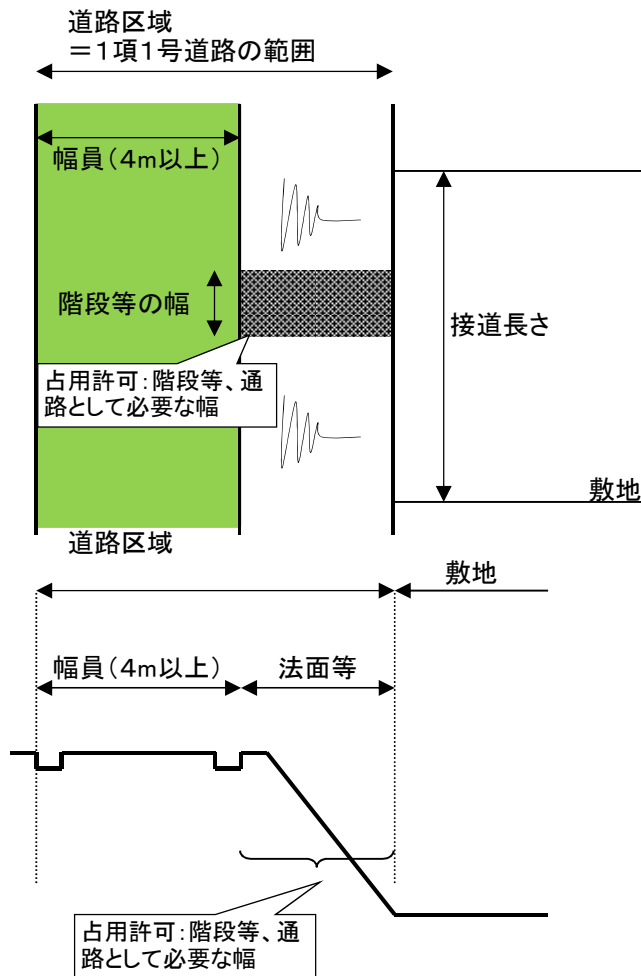 道路区域
＝１項１号道路の範囲
幅員（４ｍ以上）
階段等の幅
接道長さ
占用許可：階段等、通
路として必要な幅
敷地
道路区域
敷地
幅員（４ｍ以上）
法面等
占用許可：階段等、通
路として必要な幅